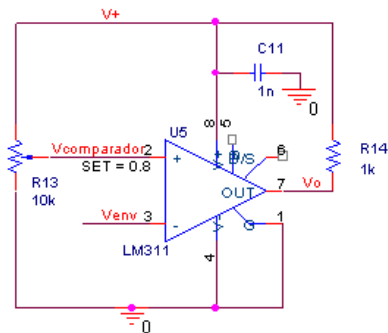 V+
C11
1n
0
U5
8
5
Vcomparador 2
+
B/S
6
SET = 0.8
R13
10k
OUT
7
Vo
R14
1k
Venv 3
-
G
1
LM311
V
4
0